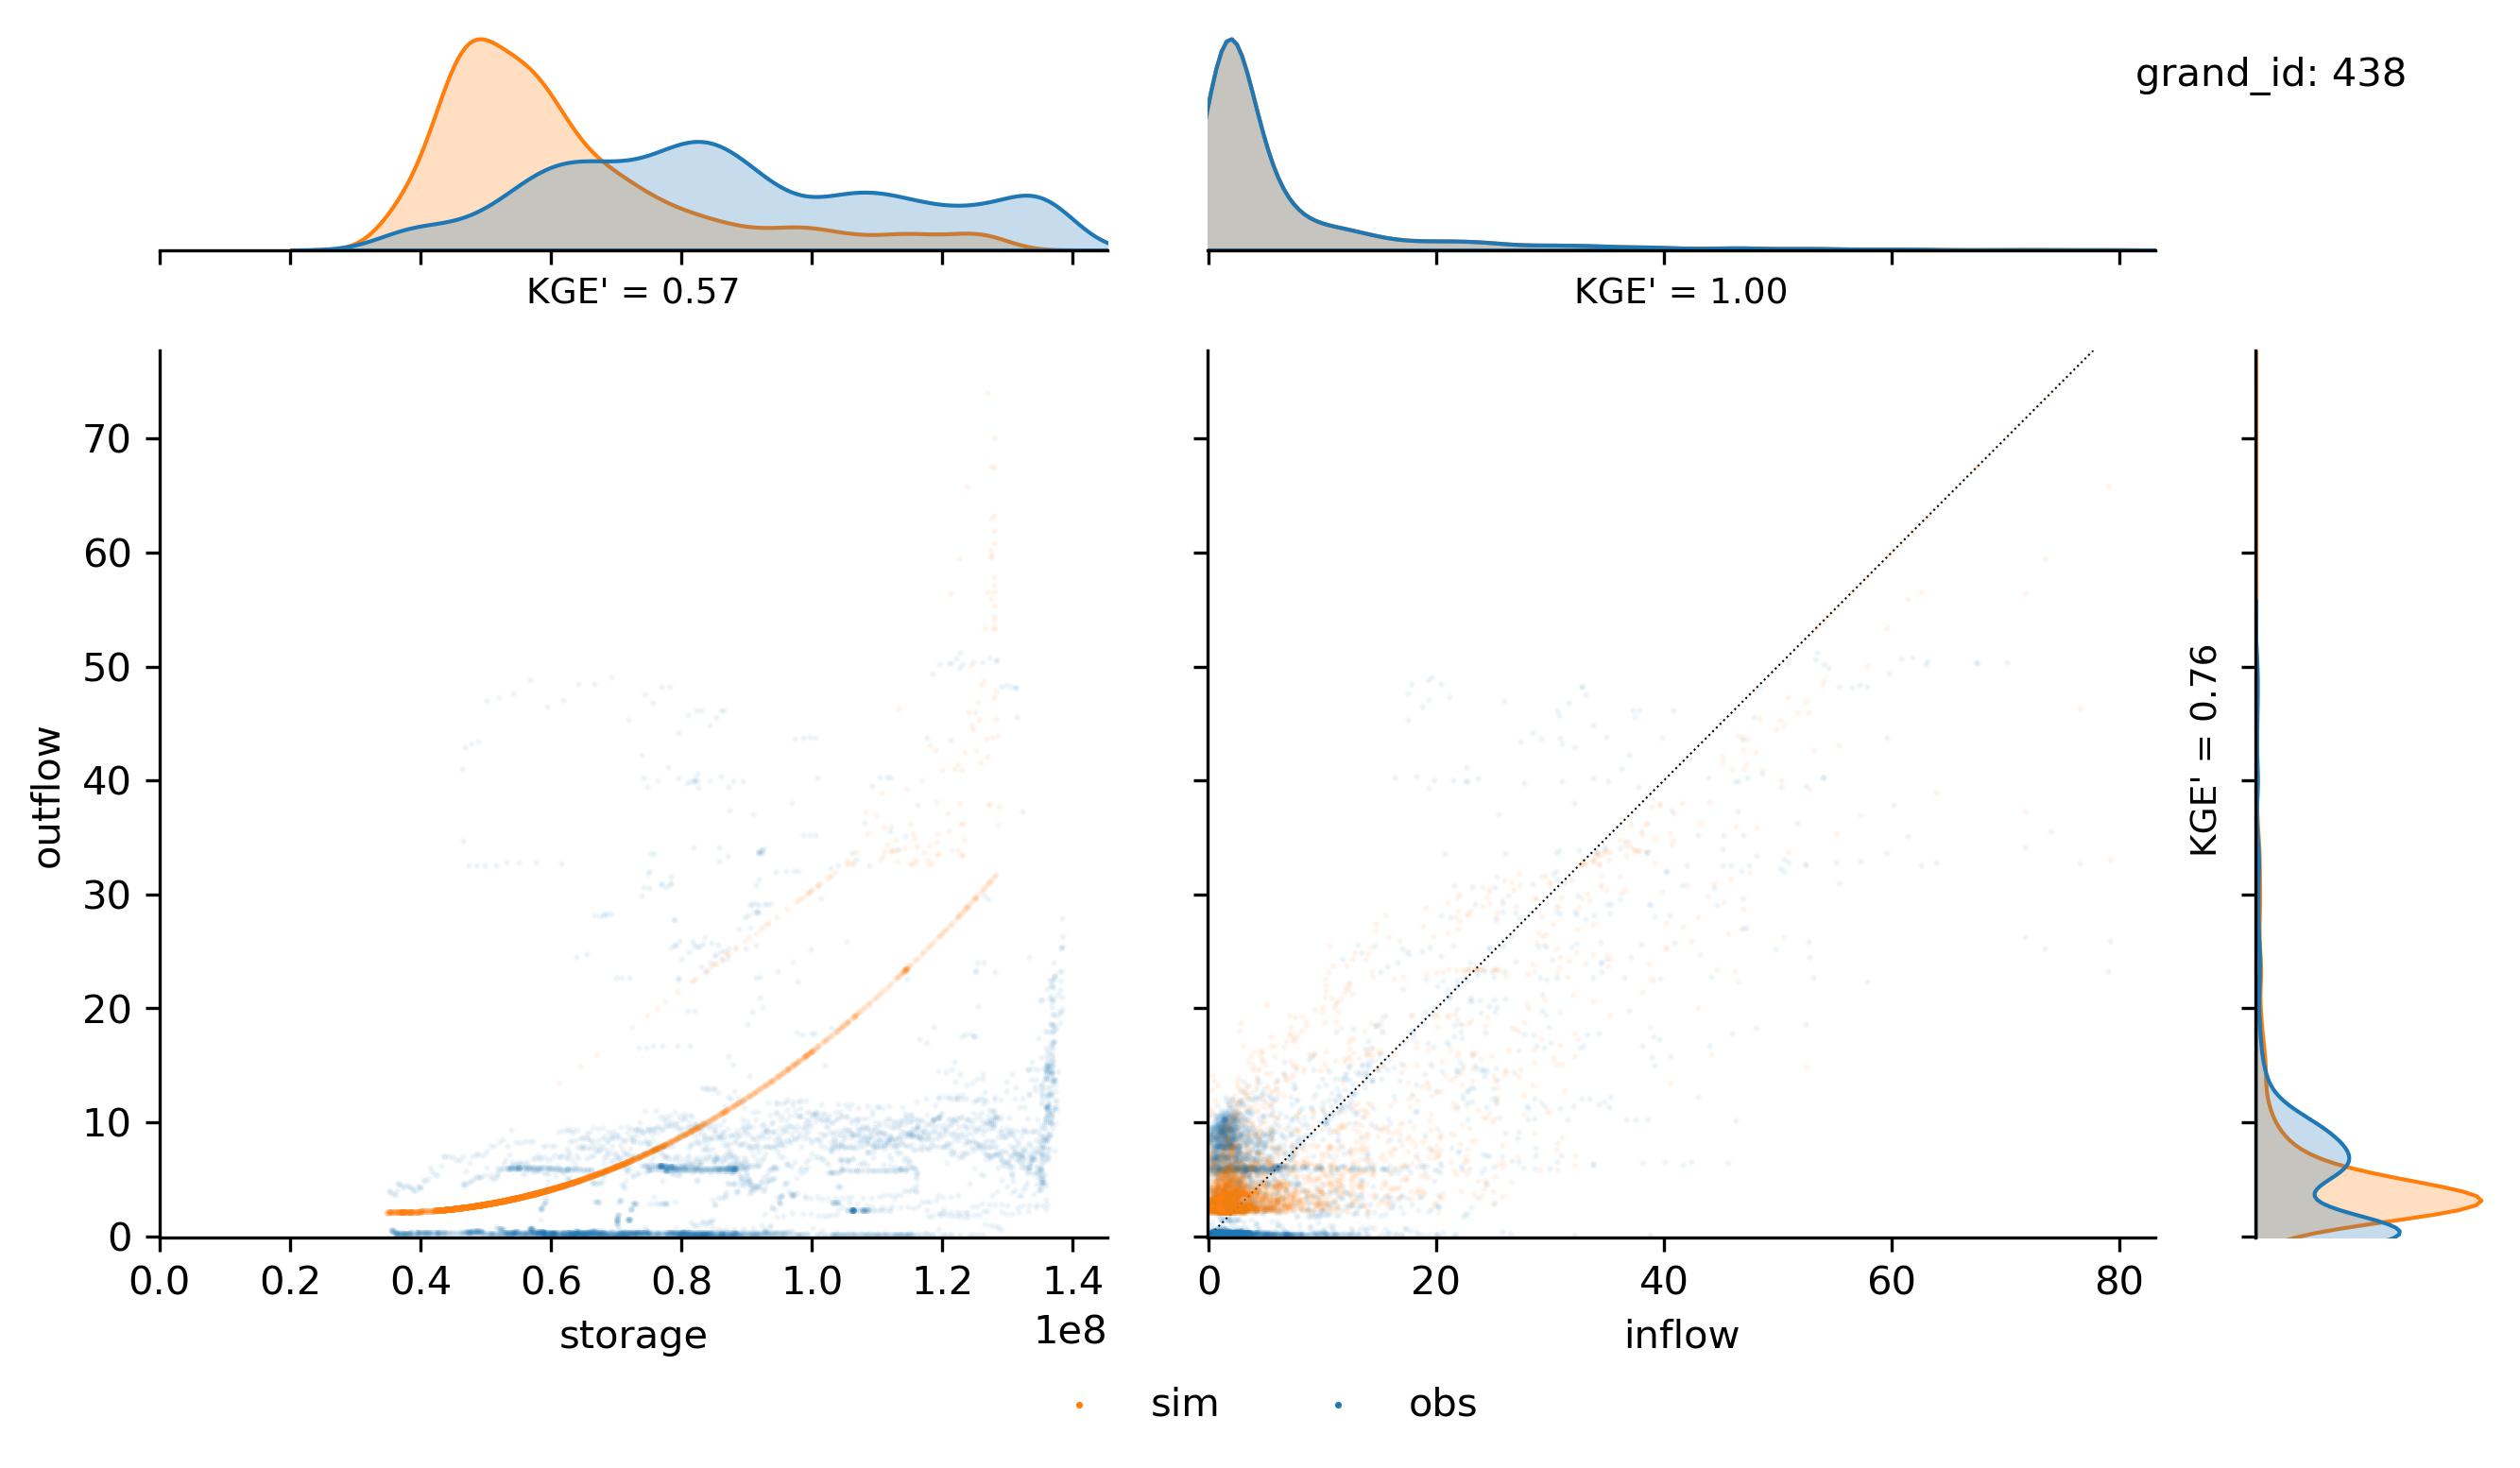 grand_id: 438
KGE' = 0.57
KGE' = 1.00
70
60
50
40
30
20
10
0
outflow
KGE' = 0.76
0.0 0.2 0.4 0.6 0.8 1.0 1.2 1.4
1e8
storage
0 20 40 60 80
inflow
sim obs